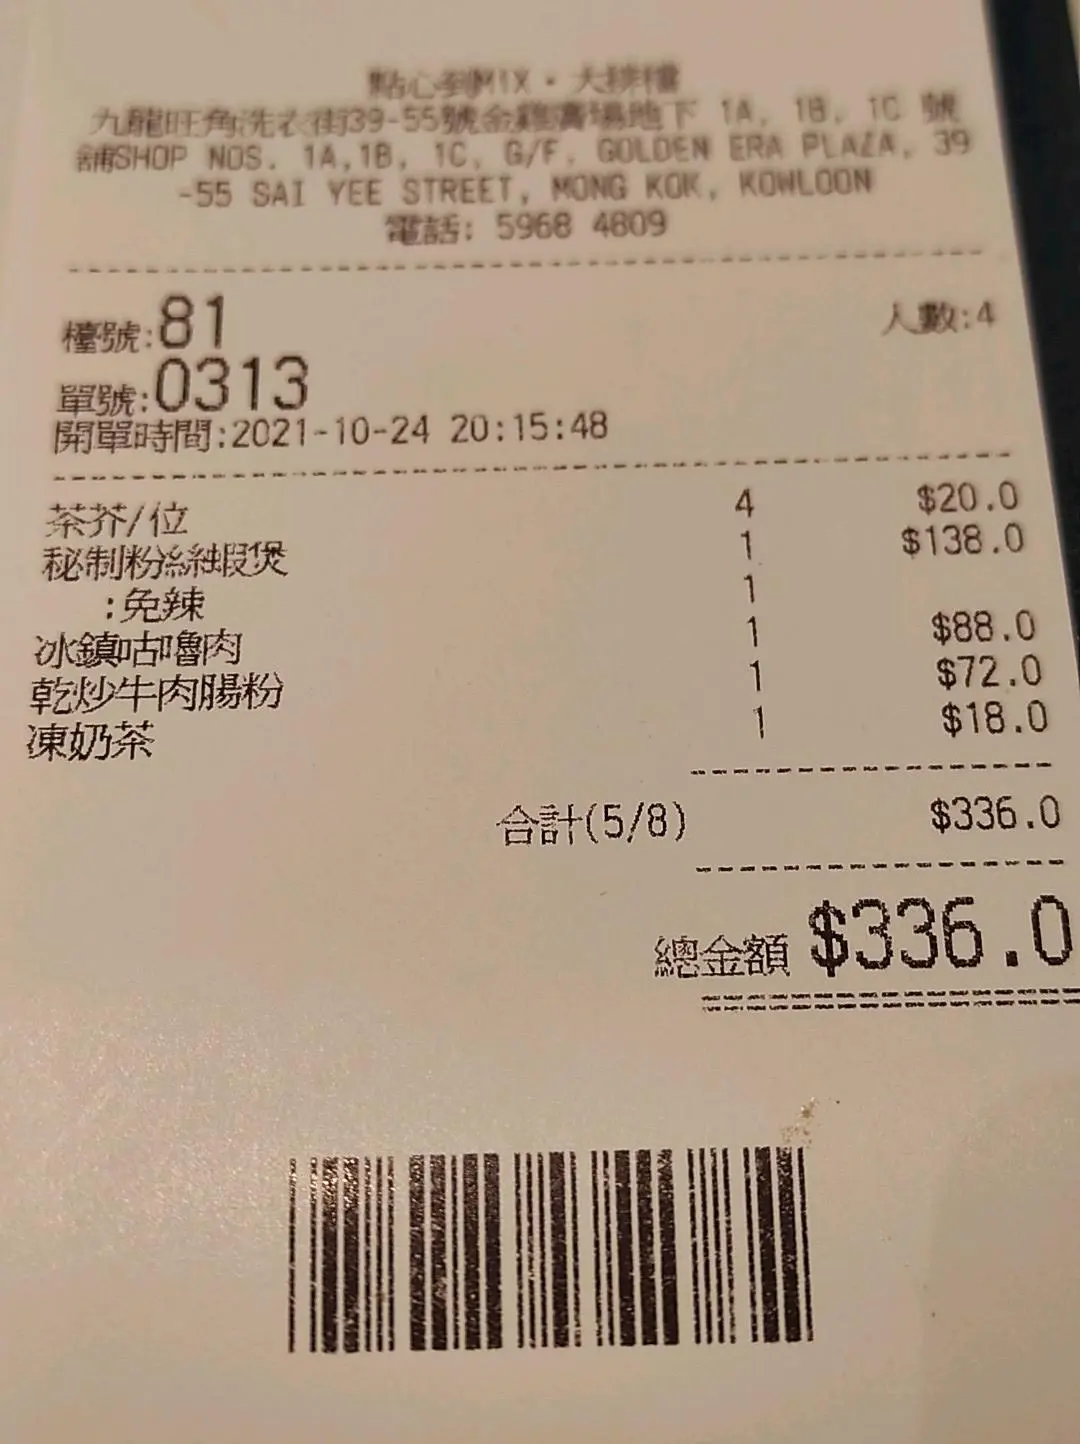 點心到MIX・大排檔
九龍旺角洗衣街39-55號金雞廣場地下 1A, 1B, 1C 號
舖SHOP NOS. 1A,1B, 1C, G/F, GOLDEN ERA PLAZA, 39
-55 SAI YEE STREET, MONG KOK, KOWLOON
電話: 5968 4809
檯號:81 人數:4
單號:0313
開單時間:2021-10-24 20:15:48
茶芥/位 4 $20.0
秘制粉絲蝦煲 1 $138.0
:免辣 1
冰鎮咕嚕肉 1 $88.0
乾炒牛肉腸粉 1 $72.0
凍奶茶 1 $18.0
合計(5/8) $336.0
總金額 $336.0